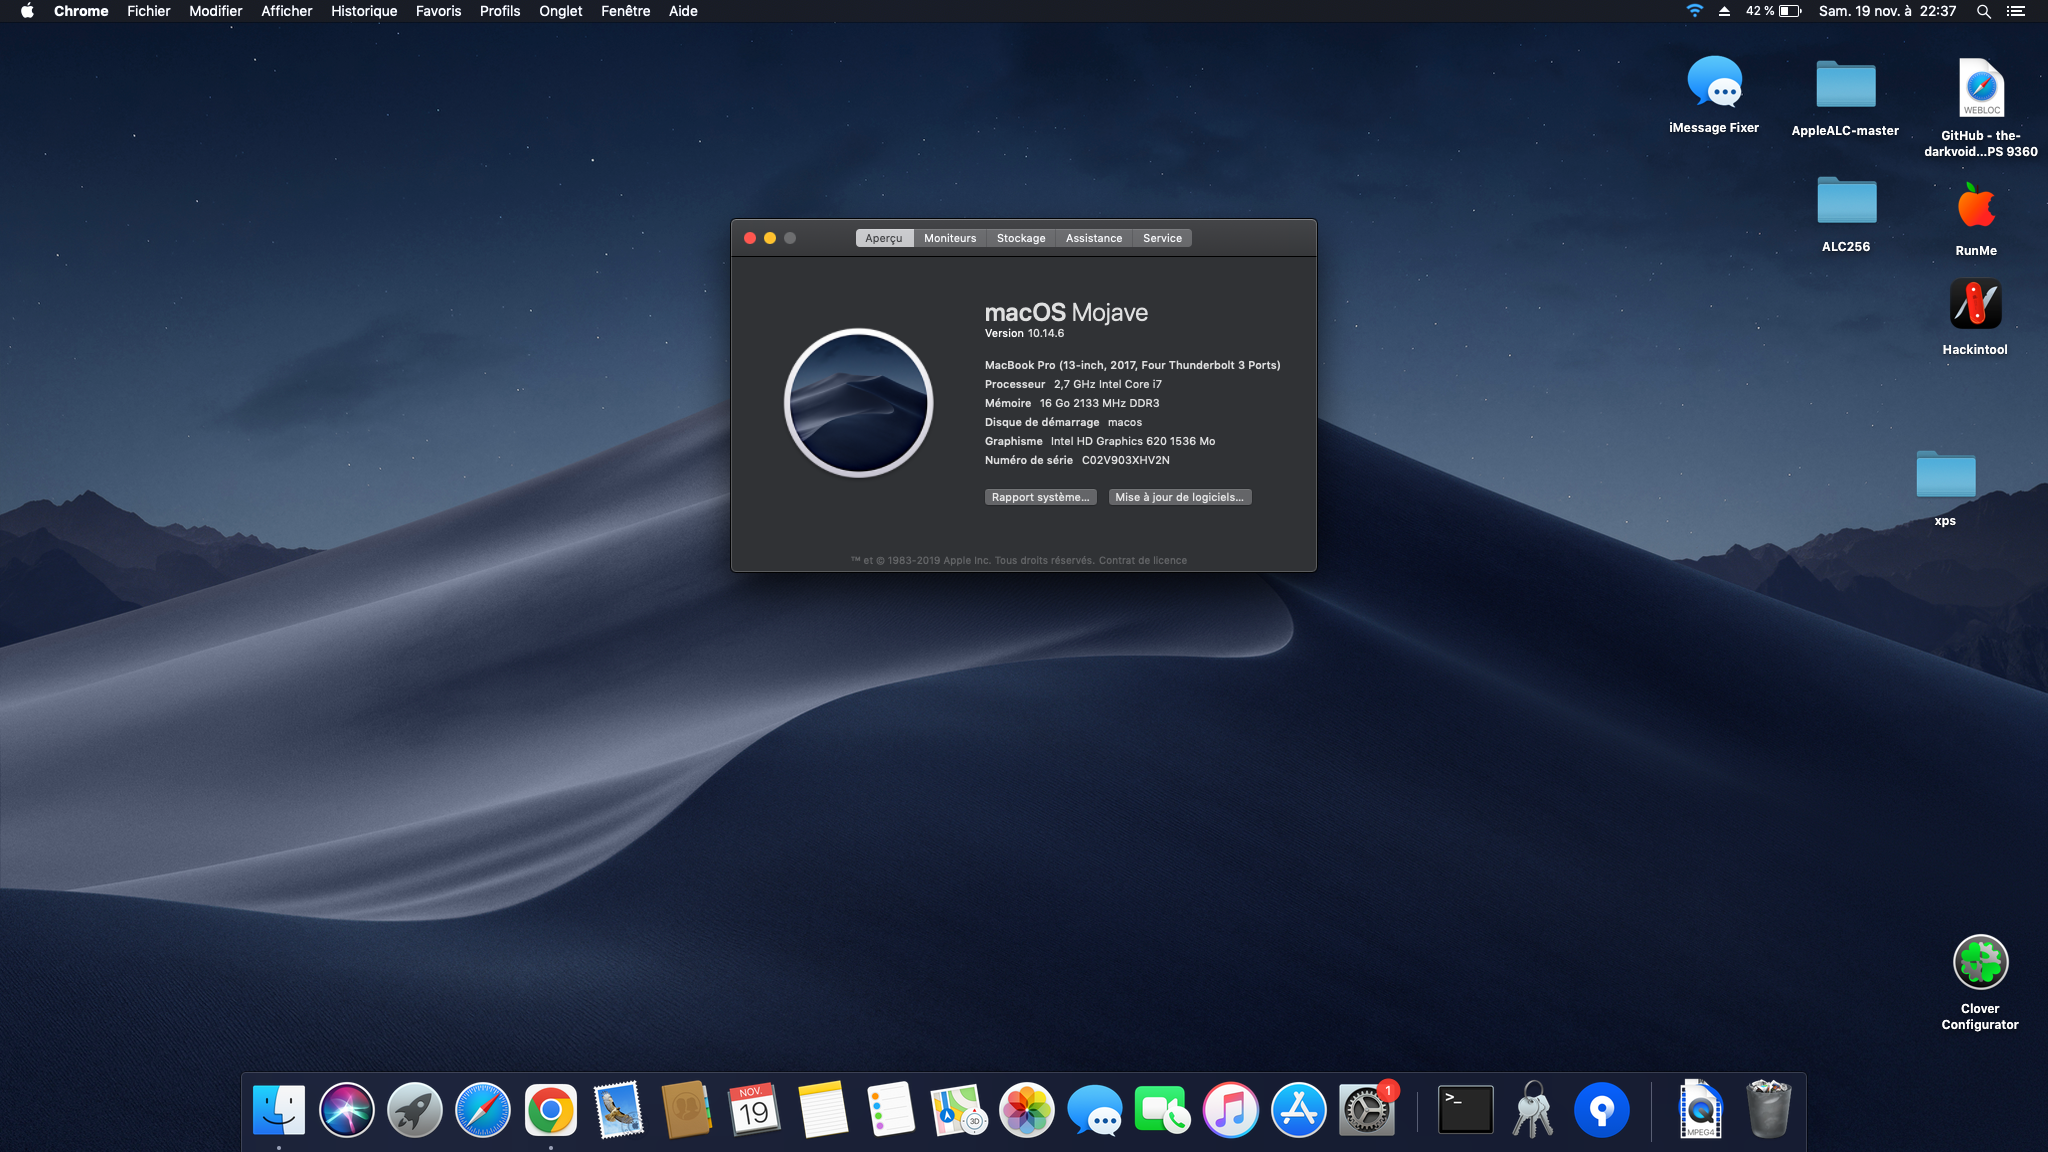 Chrome Fichier Modifier Afficher Historique Favoris Profils Onglet Fenêtre Aide 42 % Sam. 19 nov. à 22:37
iMessage Fixer
AppleALC-master
WEBLOC
GitHub - the-
darkvoid...PS 9360
ALC256
RunMe
Hackintool
xps
Clover
Configurator
Aperçu Moniteurs Stockage Assistance Service
macOS Mojave
Version 10.14.6
MacBook Pro (13-inch, 2017, Four Thunderbolt 3 Ports)
Processeur 2,7 GHz Intel Core i7
Mémoire 16 Go 2133 MHz DDR3
Disque de démarrage macos
Graphisme Intel HD Graphics 620 1536 Mo
Numéro de série C02V903XHV2N
Rapport système... Mise à jour de logiciels...
™ et © 1983-2019 Apple Inc. Tous droits réservés. Contrat de licence
NOV.
19
3D
1
>_
MPEG4